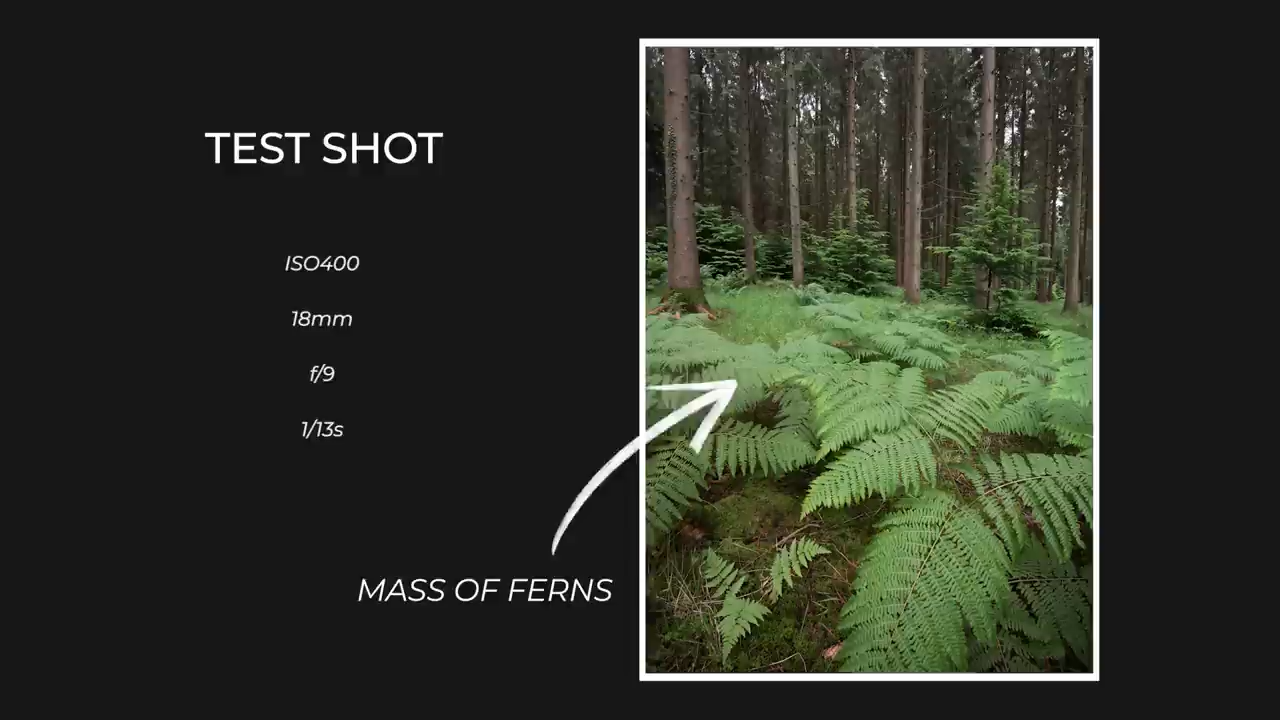 TEST SHOT
ISO400
18mm
f/9
1/13s
MASS OF FERNS